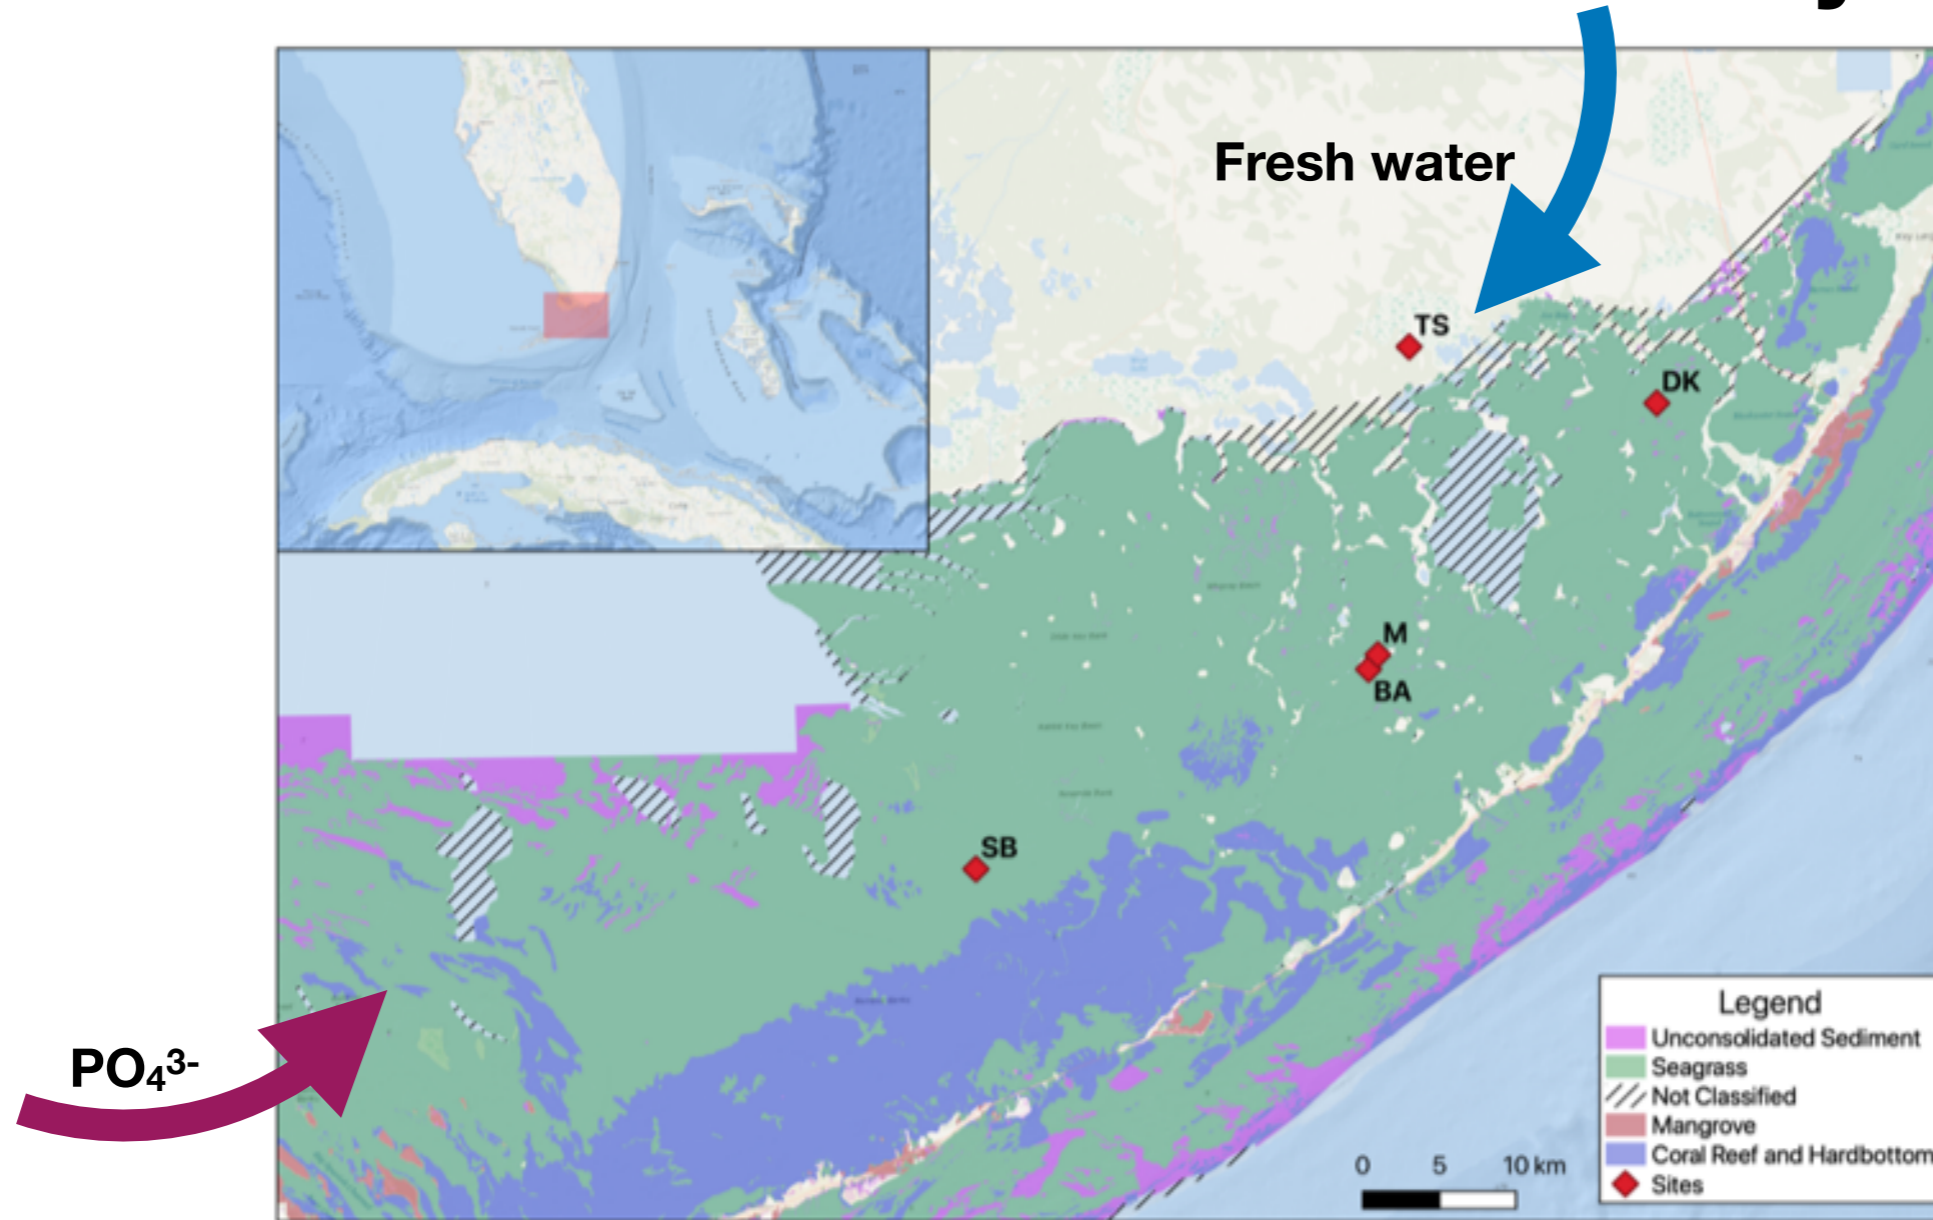 Fresh water
TS
DK
M
BA
SB
PO₄³⁻
Legend
Unconsolidated Sediment
Seagrass
Not Classified
Mangrove
Coral Reef and Hardbottom
Sites
0 5 10 km